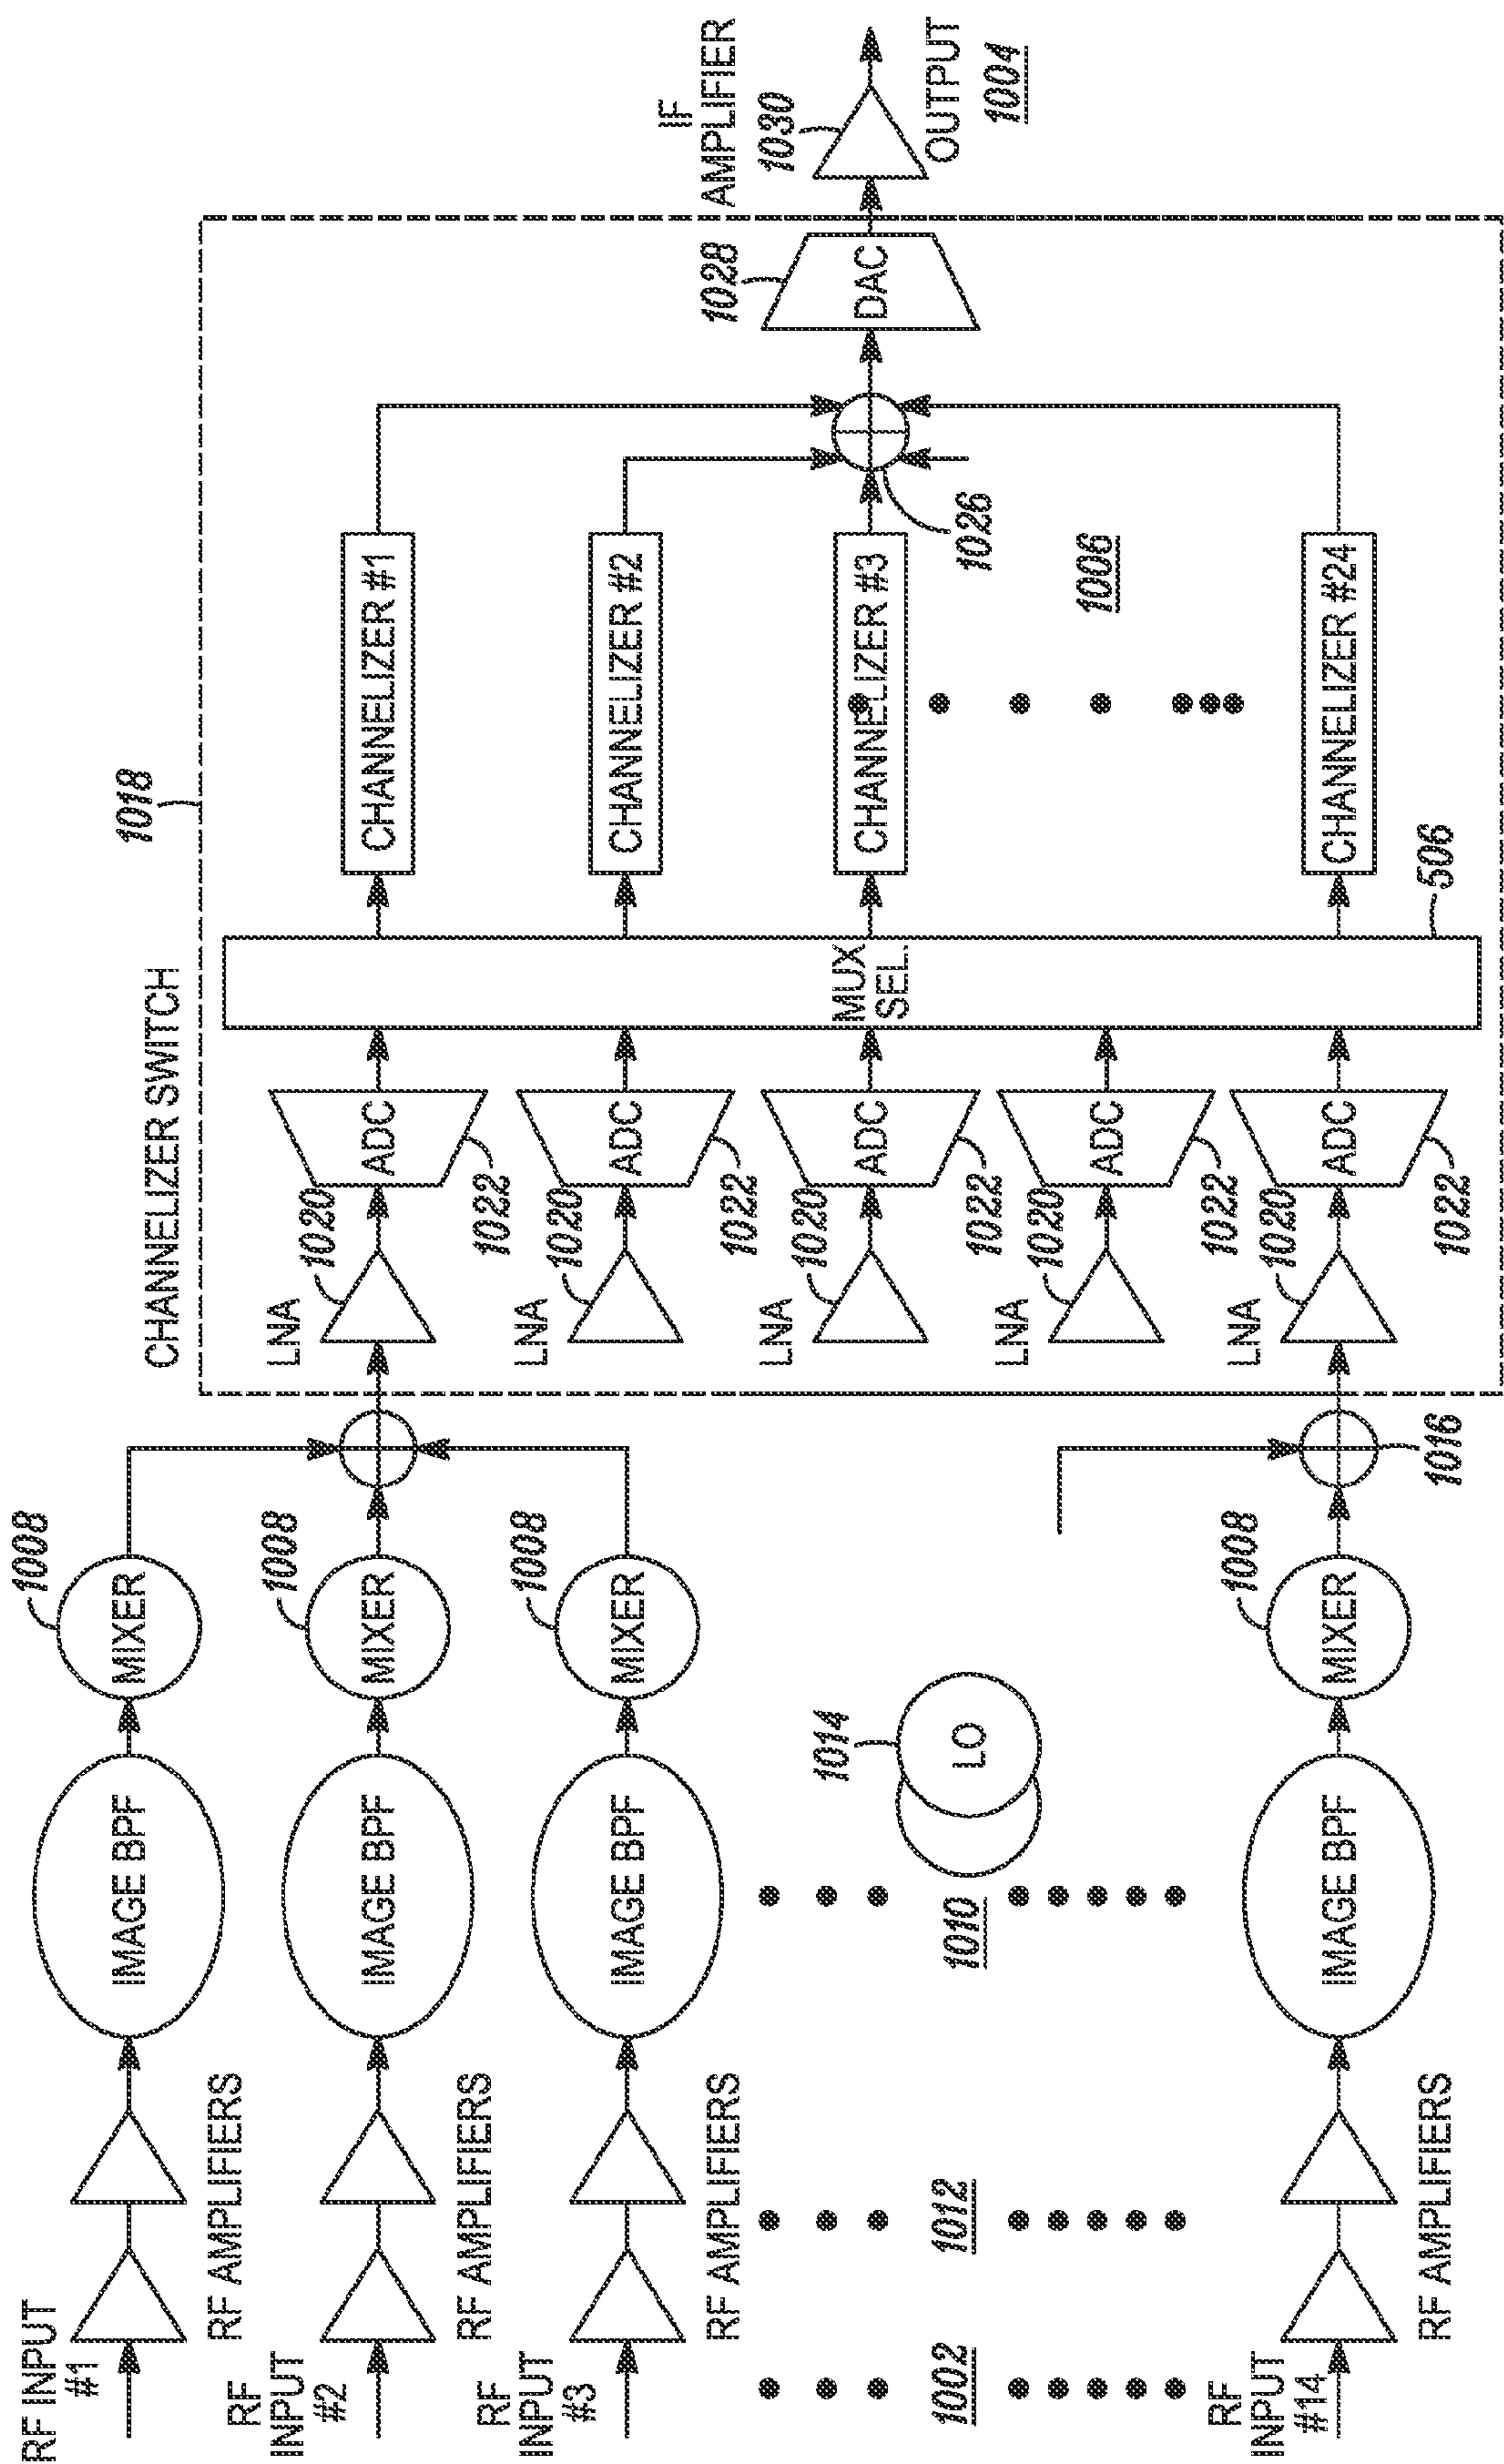 RF INPUT
#1
RF AMPLIFIERS
IMAGE BPF
MIXER
1008
RF
INPUT
#2
RF AMPLIFIERS
IMAGE BPF
MIXER
1008
RF
INPUT
#3
RF AMPLIFIERS
IMAGE BPF
MIXER
1008
1002
1012
1010
1014
LO
RF
INPUT
#14
RF AMPLIFIERS
IMAGE BPF
MIXER
1008
1016
CHANNELIZER SWITCH
1018
LNA
1020
ADC
1022
LNA
1020
ADC
1022
LNA
1020
ADC
1022
LNA
1020
ADC
1022
LNA
1020
ADC
1022
MUX
SEL
506
CHANNELIZER #1
CHANNELIZER #2
CHANNELIZER #3
1006
CHANNELIZER #24
1026
1028
DAC
IF
AMPLIFIER
1030
OUTPUT
1004